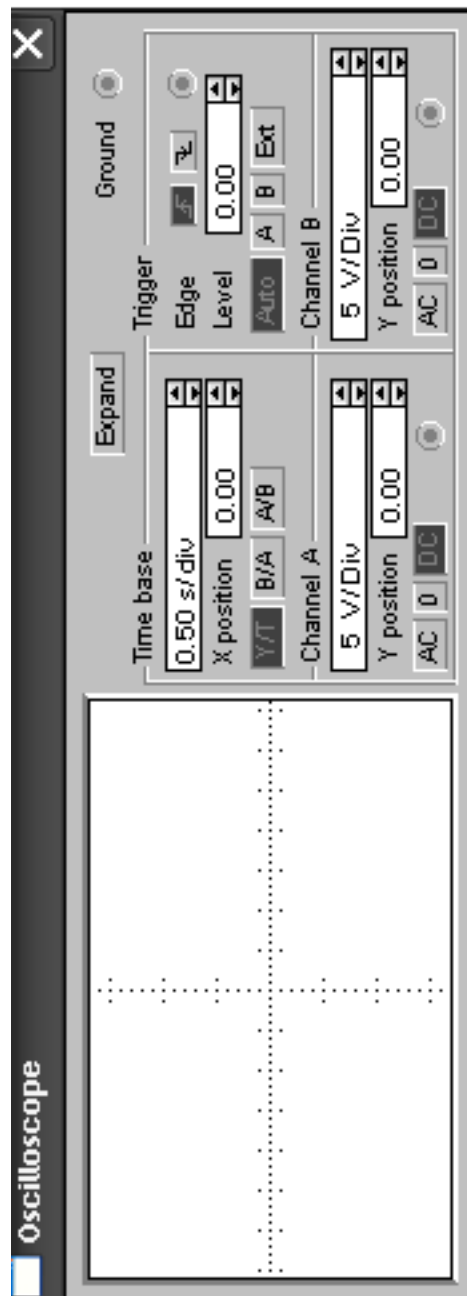 Oscilloscope
Expand
Ground
Time base
0.50 s/div
X position
0.00
Y/T B/A A/B
Trigger
Edge
Level
0.00
Auto A B Ext
Channel A
5 V/Div
Y position
0.00
AC 0 DC
Channel B
5 V/Div
Y position
0.00
AC 0 DC